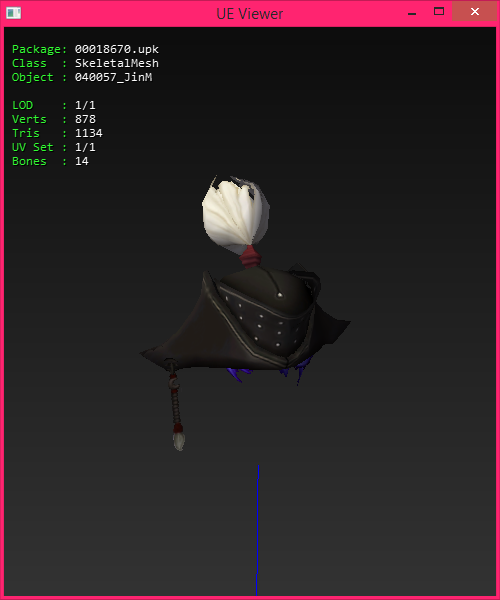 UE Viewer
Package: 00018670.upk
Class : SkeletalMesh
Object : 040057_JinM
LOD : 1/1
Verts : 878
Tris : 1134
UV Set : 1/1
Bones : 14